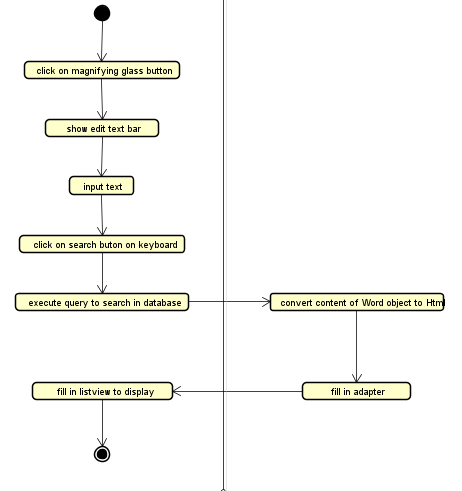 click on magnifying glass button
show edit text bar
input text
click on search buton on keyboard
execute query to search in database
convert content of Word object to Html
fill in listview to display
fill in adapter